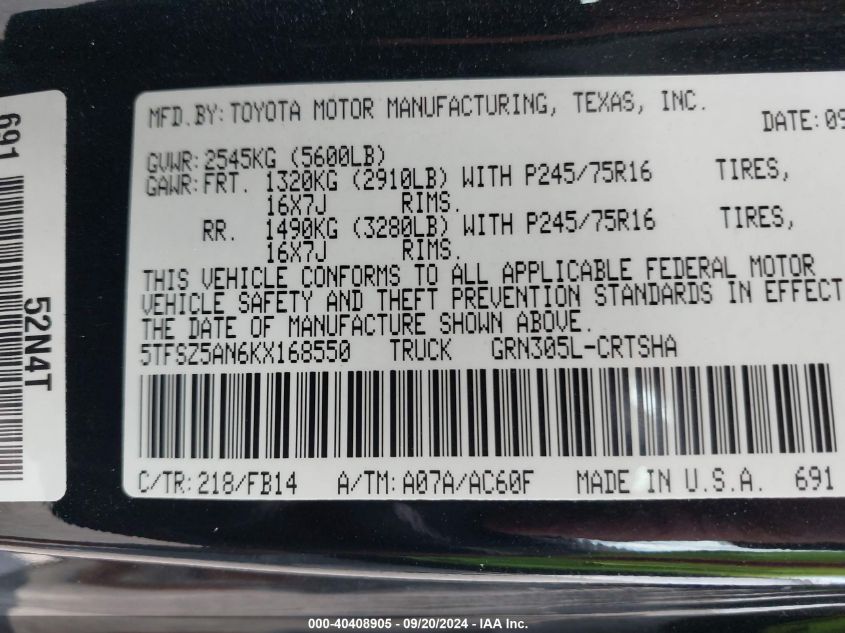 MFD.BY: TOYOTA MOTOR MANUFACTURING, TEXAS, INC.
DATE: 09
GVWR: 2545KG (5600LB)
GAWR: FRT. 1320KG (2910LB) WITH P245/75R16 TIRES,
16X7J RIMS.
RR. 1490KG (3280LB) WITH P245/75R16 TIRES,
16X7J RIMS.
THIS VEHICLE CONFORMS TO ALL APPLICABLE FEDERAL MOTOR
VEHICLE SAFETY AND THEFT PREVENTION STANDARDS IN EFFECT
THE DATE OF MANUFACTURE SHOWN ABOVE.
5TFSZ5AN6KX168550 TRUCK GRN305L-CRTSHA
C/TR: 218/FB14 A/TM: A07A/AC60F MADE IN U.S.A. 691
691
52N4T
000-40408905 - 09/20/2024 - IAA Inc.